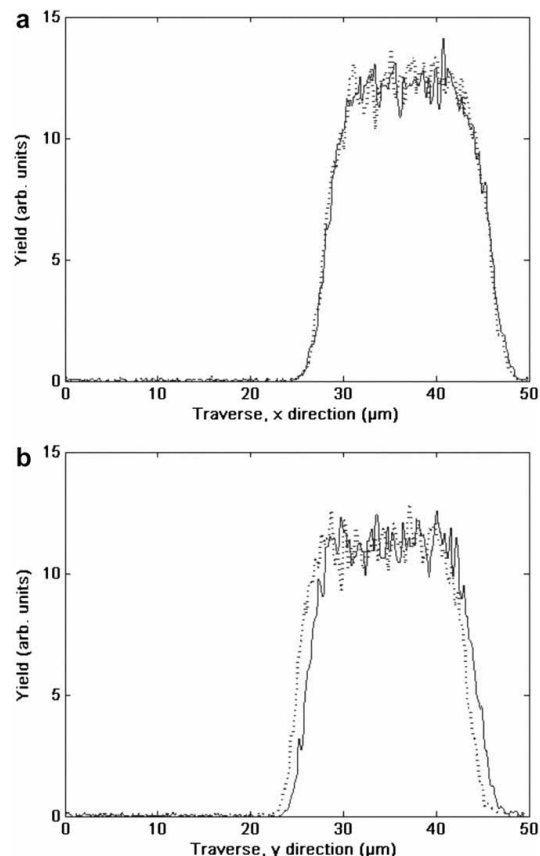 a
15
10
5
0
Yield (arb. units)
0 10 20 30 40 50
Traverse, x direction (μm)
b
15
10
5
0
Yield (arb. units)
0 10 20 30 40 50
Traverse, y direction (μm)